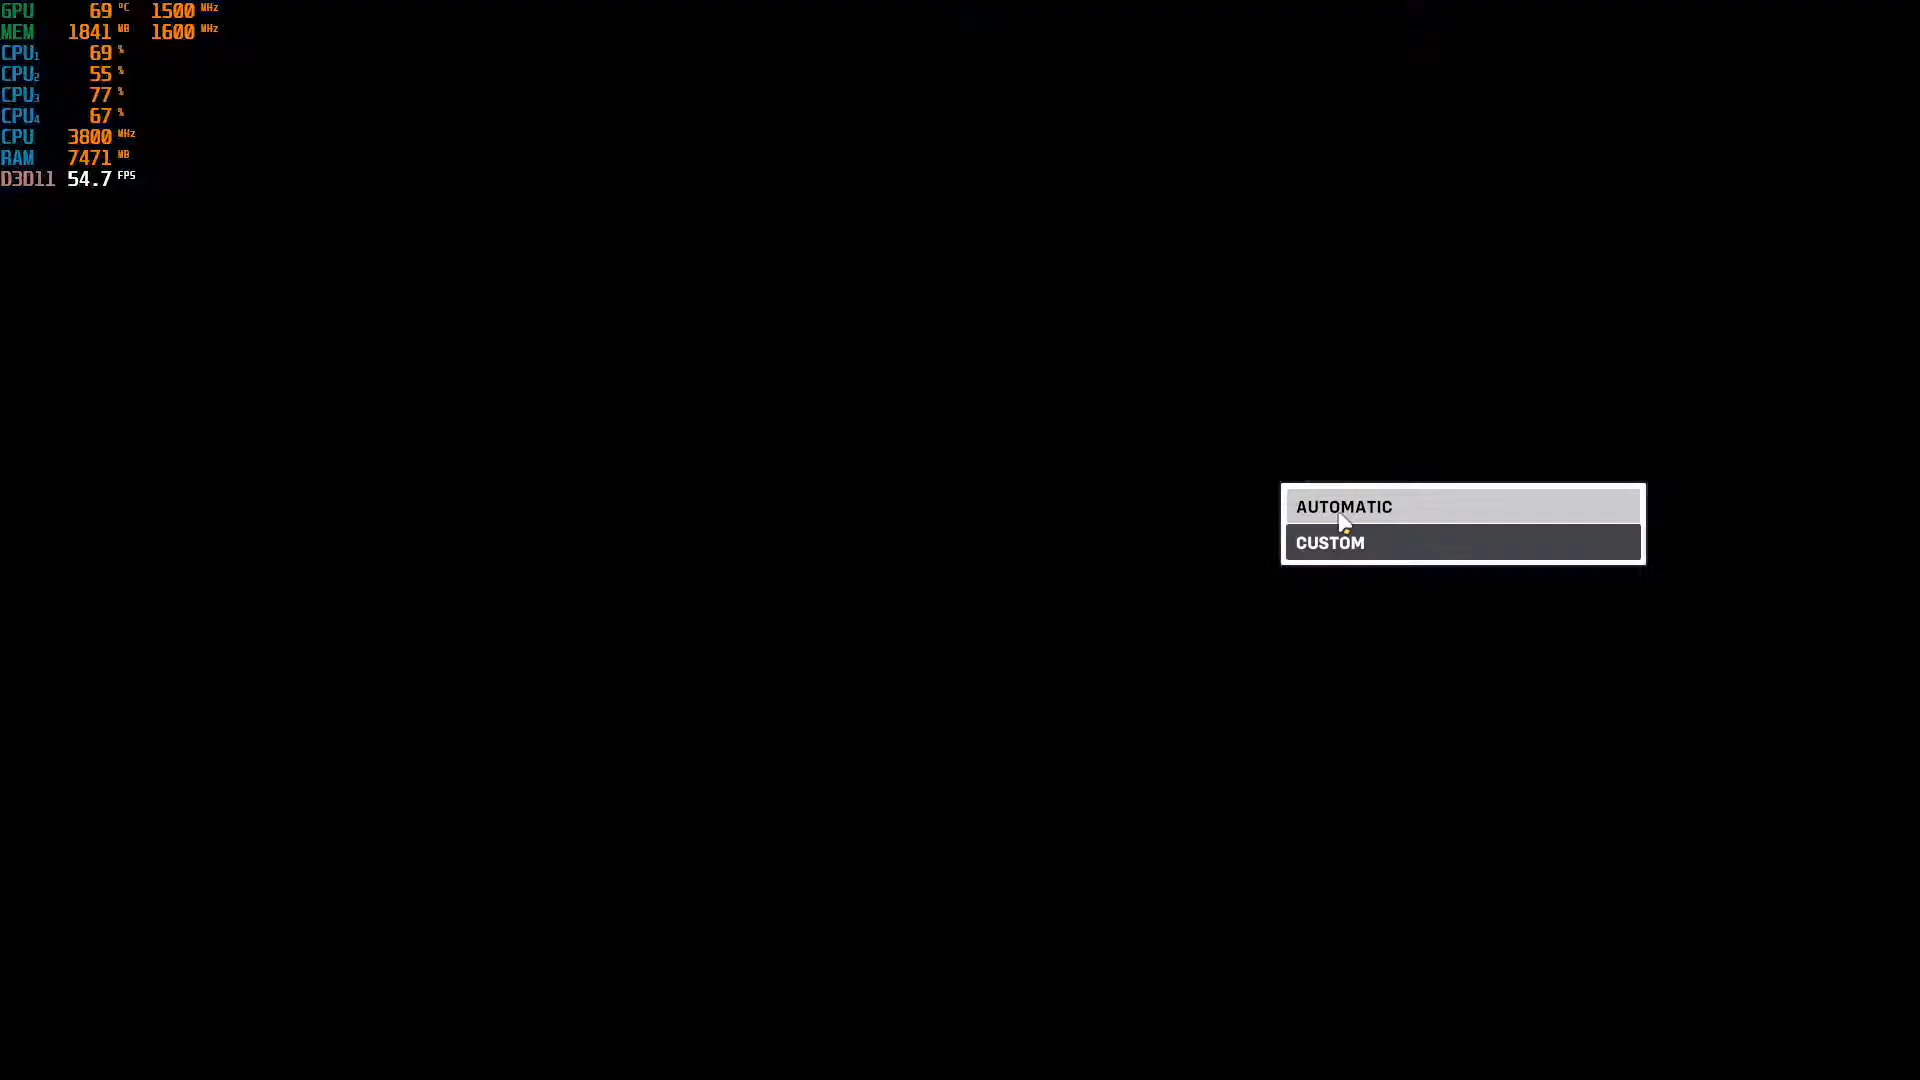 GPU 69 °C 1500 MHz
MEM 1841 MB 1600 MHz
CPU1 69 %
CPU2 55 %
CPU3 77 %
CPU4 67 %
CPU 3800 MHz
RAM 7471 MB
D3D11 54.7 FPS
AUTOMATIC
CUSTOM